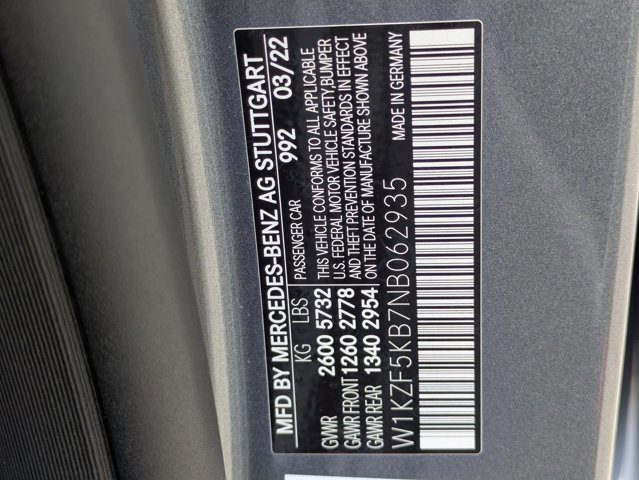 MFD BY MERCEDES-BENZ AG STUTTGART
992 03/22
KG LBS
GVWR 2600 5732
GAWR FRONT 1260 2778
GAWR REAR 1340 2954
PASSENGER CAR
THIS VEHICLE CONFORMS TO ALL APPLICABLE
U.S. FEDERAL MOTOR VEHICLE SAFETY,BUMPER
AND THEFT PREVENTION STANDARDS IN EFFECT
ON THE DATE OF MANUFACTURE SHOWN ABOVE
W1KZF5KB7NB062935
MADE IN GERMANY